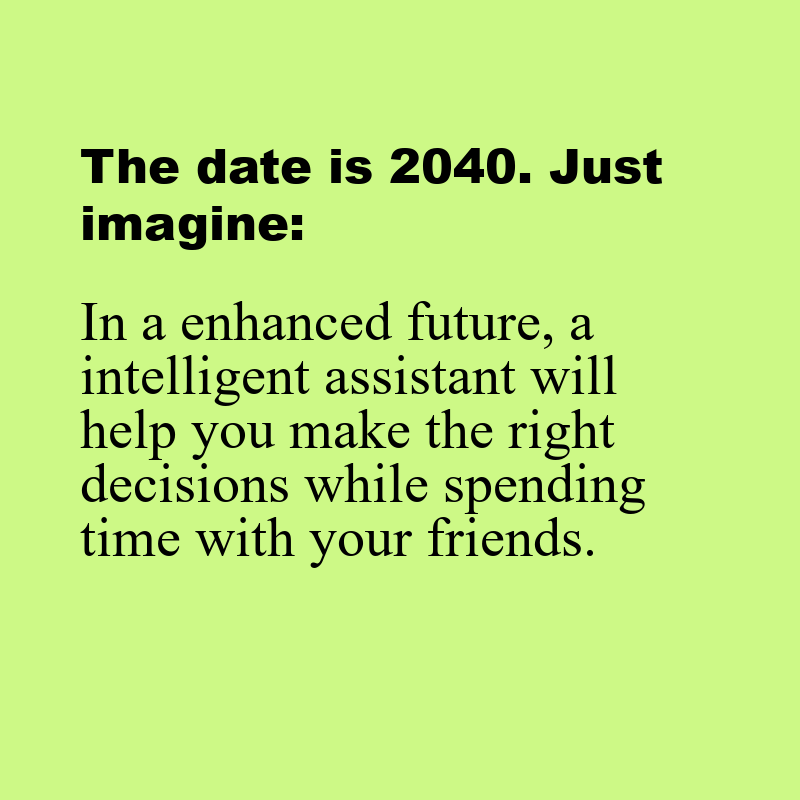 The date is 2040. Just
imagine:
In a enhanced future, a
intelligent assistant will
help you make the right
decisions while spending
time with your friends.